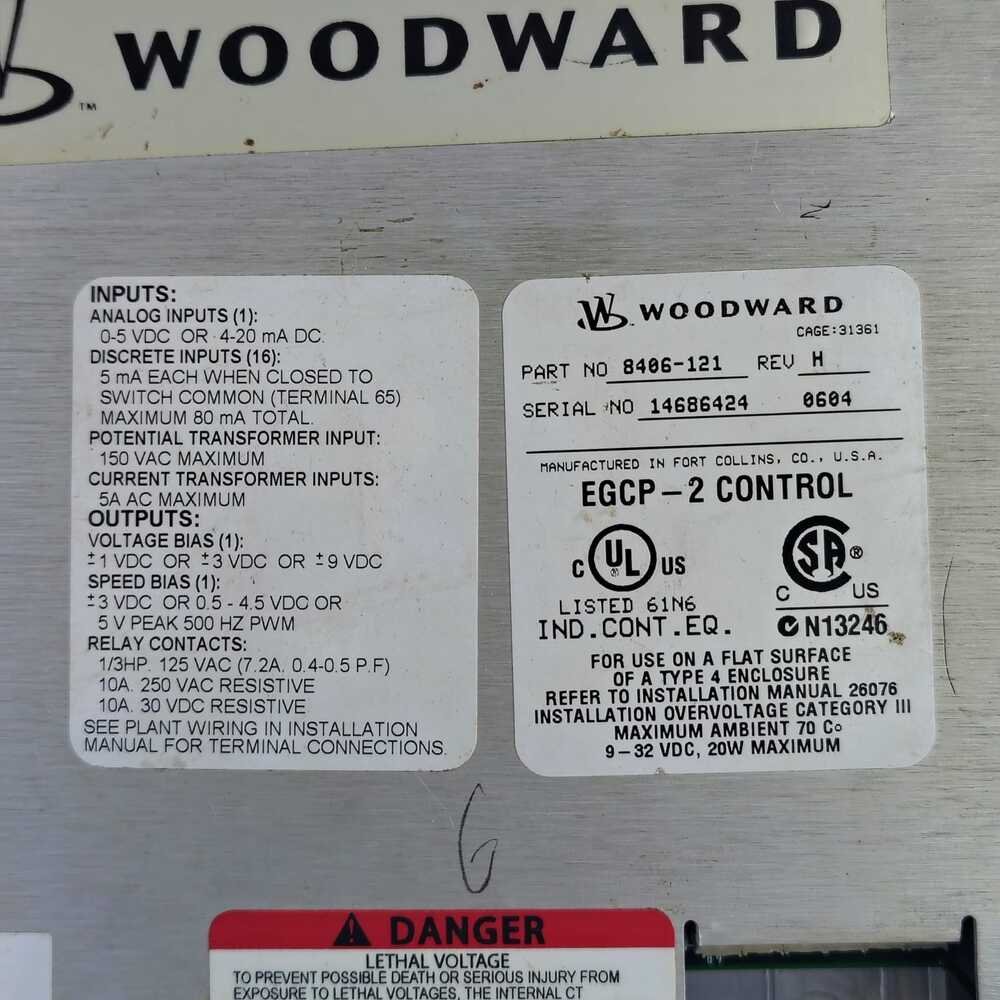 WOODWARD
TM
INPUTS:
ANALOG INPUTS (1):
0-5 VDC OR 4-20 mA DC.
DISCRETE INPUTS (16):
5 mA EACH WHEN CLOSED TO
SWITCH COMMON (TERMINAL 65)
MAXIMUM 80 mA TOTAL.
POTENTIAL TRANSFORMER INPUT:
150 VAC MAXIMUM
CURRENT TRANSFORMER INPUTS:
5A AC MAXIMUM
OUTPUTS:
VOLTAGE BIAS (1):
±1 VDC OR ±3 VDC OR ±9 VDC
SPEED BIAS (1):
±3 VDC OR 0.5 - 4.5 VDC OR
5 V PEAK 500 HZ PWM
RELAY CONTACTS:
1/3HP. 125 VAC (7.2A. 0.4-0.5 P.F)
10A. 250 VAC RESISTIVE
10A. 30 VDC RESISTIVE
SEE PLANT WIRING IN INSTALLATION
MANUAL FOR TERMINAL CONNECTIONS.
W WOODWARD
CAGE:31361
PART NO 8406-121 REV H
SERIAL NO 14686424 0604
MANUFACTURED IN FORT COLLINS, CO., U.S.A.
EGCP-2 CONTROL
C UL ® US
LISTED 61N6
IND.CONT.EQ.
SA ®
C US
C N13246
FOR USE ON A FLAT SURFACE
OF A TYPE 4 ENCLOSURE
REFER TO INSTALLATION MANUAL 26076
INSTALLATION OVERVOLTAGE CATEGORY III
MAXIMUM AMBIENT 70 C°
9-32 VDC, 20W MAXIMUM
6
DANGER
LETHAL VOLTAGE
TO PREVENT POSSIBLE DEATH OR SERIOUS INJURY FROM
EXPOSURE TO LETHAL VOLTAGES, THE INTERNAL CT